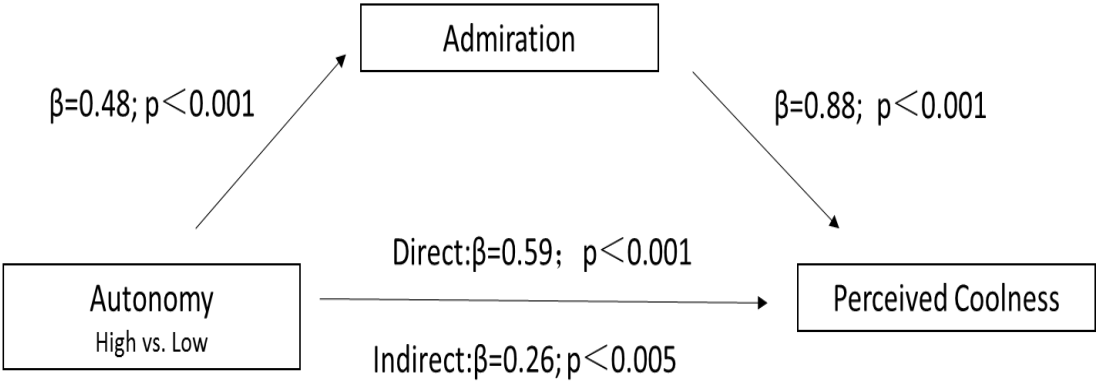 Admiration
β=0.48; p＜0.001
β=0.88; p＜0.001
Direct:β=0.59；p＜0.001
Autonomy
High vs. Low
Perceived Coolness
Indirect:β=0.26; p＜0.005